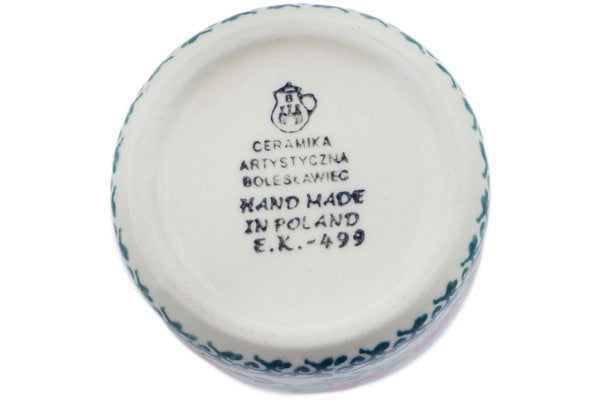 CERAMIKA
ARTYSTYCZNA
BOLESŁAWIEC
HAND MADE
IN POLAND
E.K.-499